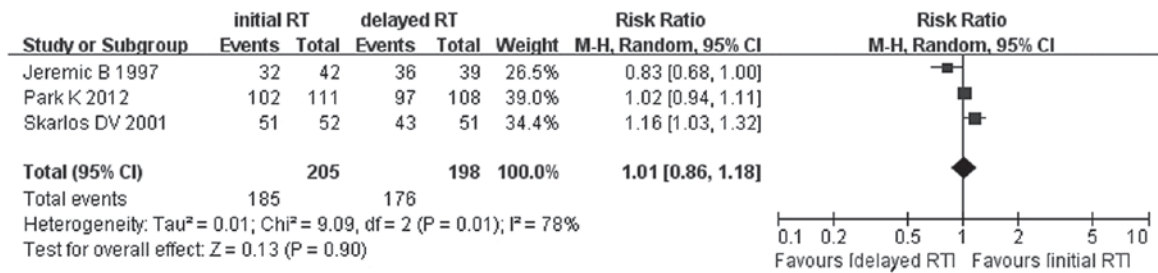 initial RT delayed RT Risk Ratio Risk Ratio
Study or Subgroup Events Total Events Total Weight M-H, Random, 95% CI M-H, Random, 95% CI
Jeremic B 1997 32 42 36 39 26.5% 0.83 [0.68, 1.00]
Park K 2012 102 111 97 108 39.0% 1.02 [0.94, 1.11]
Skarlos DV 2001 51 52 43 51 34.4% 1.16 [1.03, 1.32]
Total (95% CI) 205 198 100.0% 1.01 [0.86, 1.18]
Total events 185 176
Heterogeneity: Tau² = 0.01; Chi² = 9.09, df = 2 (P = 0.01); I² = 78%
Test for overall effect: Z = 0.13 (P = 0.90)
0.1 0.2 0.5 1 2 5 10
Favours [delayed RT] Favours [initial RT]